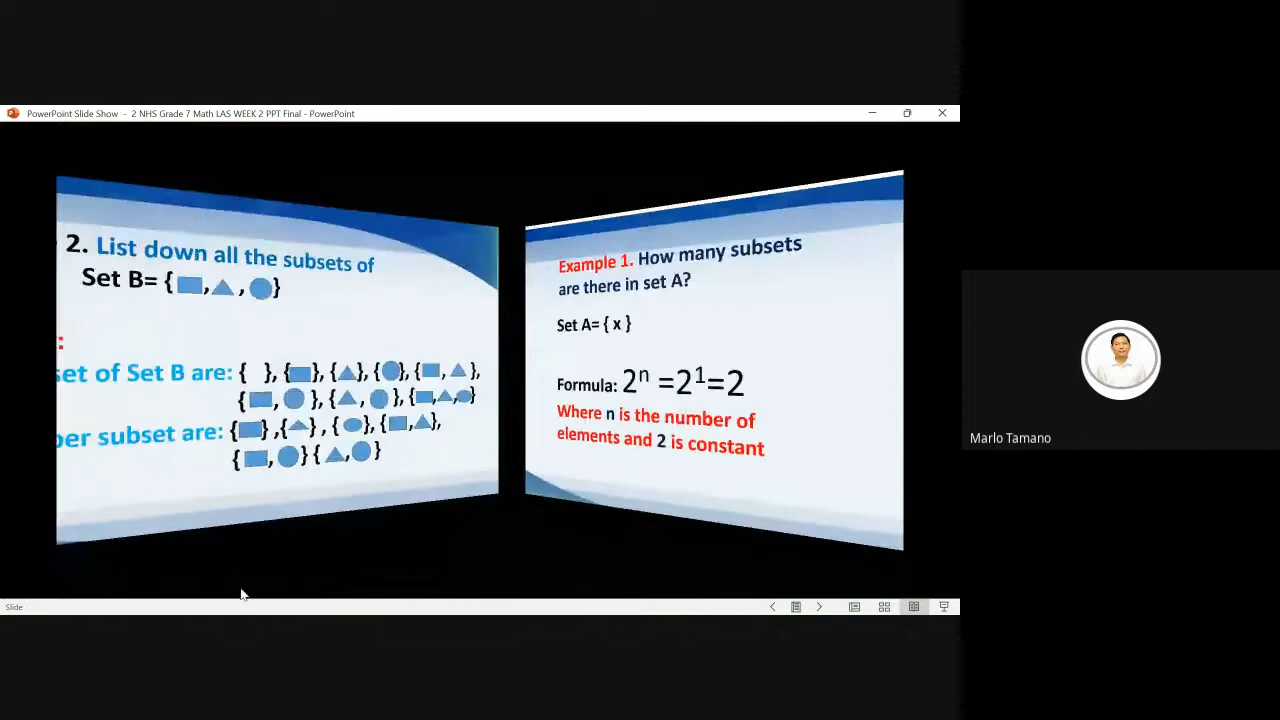 PowerPoint Slide Show - 2 NHS Grade 7 Math LAS WEEK 2 PPT Final - PowerPoint
2. List down all the subsets of
Set B= { , , }
:
set of Set B are: { }, { }, { }, { }, { , },
{ , }, { , }, { , , }
per subset are: { } ,{ } , { }, { , },
{ , } { , }
Example 1. How many subsets
are there in set A?
Set A= { x }
Formula: 2ⁿ =2¹=2
Where n is the number of
elements and 2 is constant
Marlo Tamano
Slide